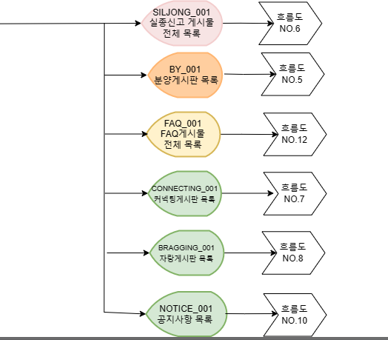 SILJONG_001
실종신고 게시물
전체 목록
흐름도
NO.6
BY_001
분양게시판 목록
흐름도
NO.5
FAQ_001
FAQ게시물
전체 목록
흐름도
NO.12
CONNECTING_001
커넥팅게시판 목록
흐름도
NO.7
BRAGGING_001
자랑게시판 목록
흐름도
NO.8
NOTICE_001
공지사항 목록
흐름도
NO.10